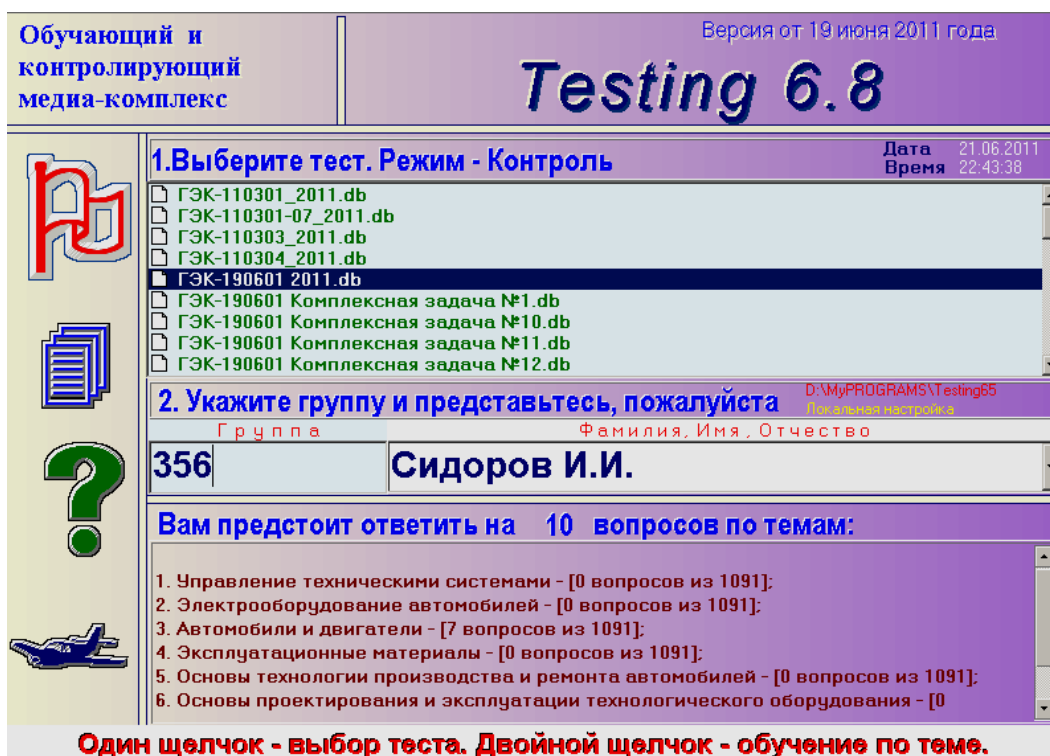 Обучающий и
контролирующий
медиа-комплекс
Версия от 19 июня 2011 года
Testing 6.8
1.Выберите тест. Режим - Контроль
Дата 21.06.2011
Время 22:43:38
ГЭК-110301_2011.db
ГЭК-110301-07_2011.db
ГЭК-110303_2011.db
ГЭК-110304_2011.db
ГЭК-190601 2011.db
ГЭК-190601 Комплексная задача №1.db
ГЭК-190601 Комплексная задача №10.db
ГЭК-190601 Комплексная задача №11.db
ГЭК-190601 Комплексная задача №12.db
2. Укажите группу и представьтесь, пожалуйста
D:\MyPROGRAMS\Testing65
Локальная настройка
Группа Фамилия, Имя, Отчество
356 Сидоров И.И.
Вам предстоит ответить на 10 вопросов по темам:
1. Управление техническими системами - [0 вопросов из 1091];
2. Электрооборудование автомобилей - [0 вопросов из 1091];
3. Автомобили и двигатели - [7 вопросов из 1091];
4. Эксплуатационные материалы - [0 вопросов из 1091];
5. Основы технологии производства и ремонта автомобилей - [0 вопросов из 1091];
6. Основы проектирования и эксплуатации технологического оборудования - [0
Один щелчок - выбор теста. Двойной щелчок - обучение по теме.